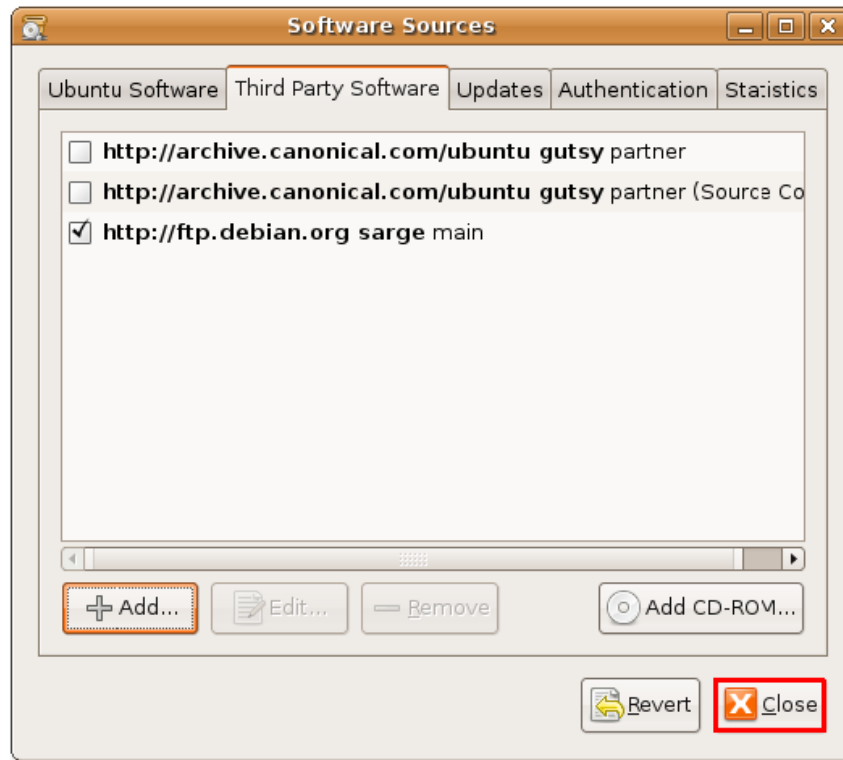 Software Sources
Ubuntu Software Third Party Software Updates Authentication Statistics
http://archive.canonical.com/ubuntu gutsy partner
http://archive.canonical.com/ubuntu gutsy partner (Source Co
http://ftp.debian.org sarge main
Add... Edit... Remove Add CD-ROM...
Revert Close